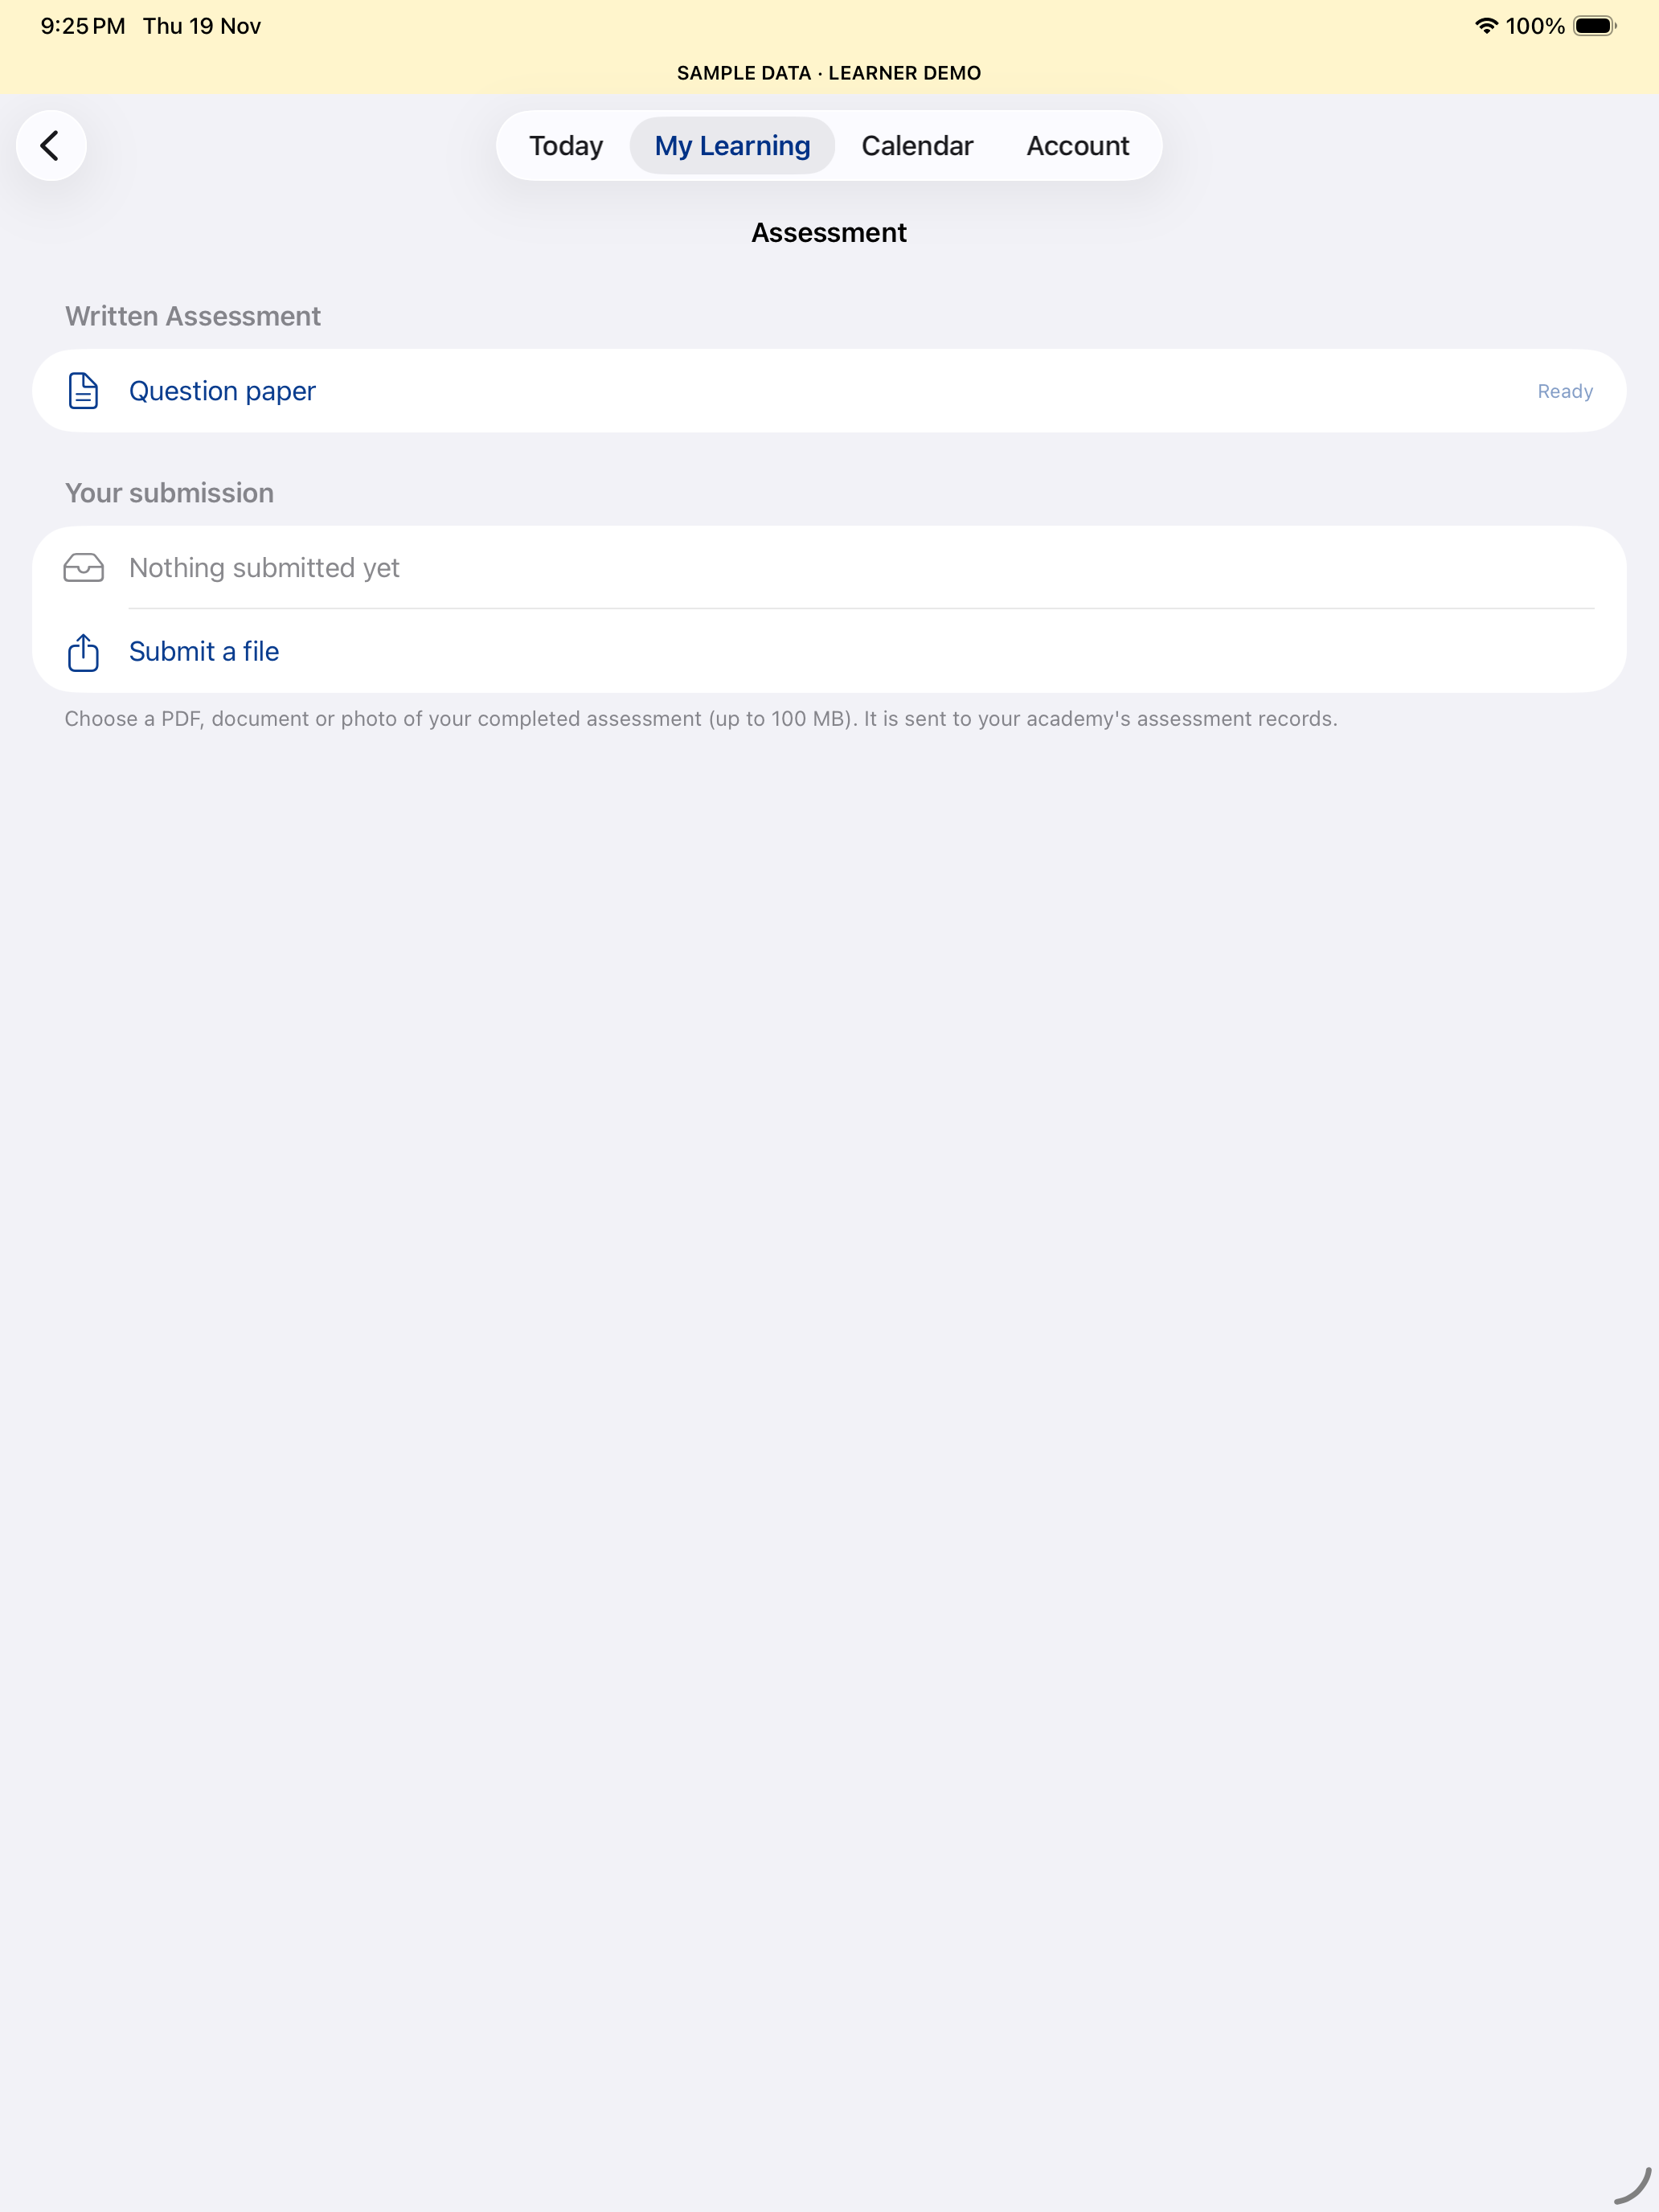 9:25 PM Thu 19 Nov
100%
SAMPLE DATA · LEARNER DEMO
Today My Learning Calendar Account
Assessment
Written Assessment
Question paper Ready
Your submission
Nothing submitted yet
Submit a file
Choose a PDF, document or photo of your completed assessment (up to 100 MB). It is sent to your academy's assessment records.